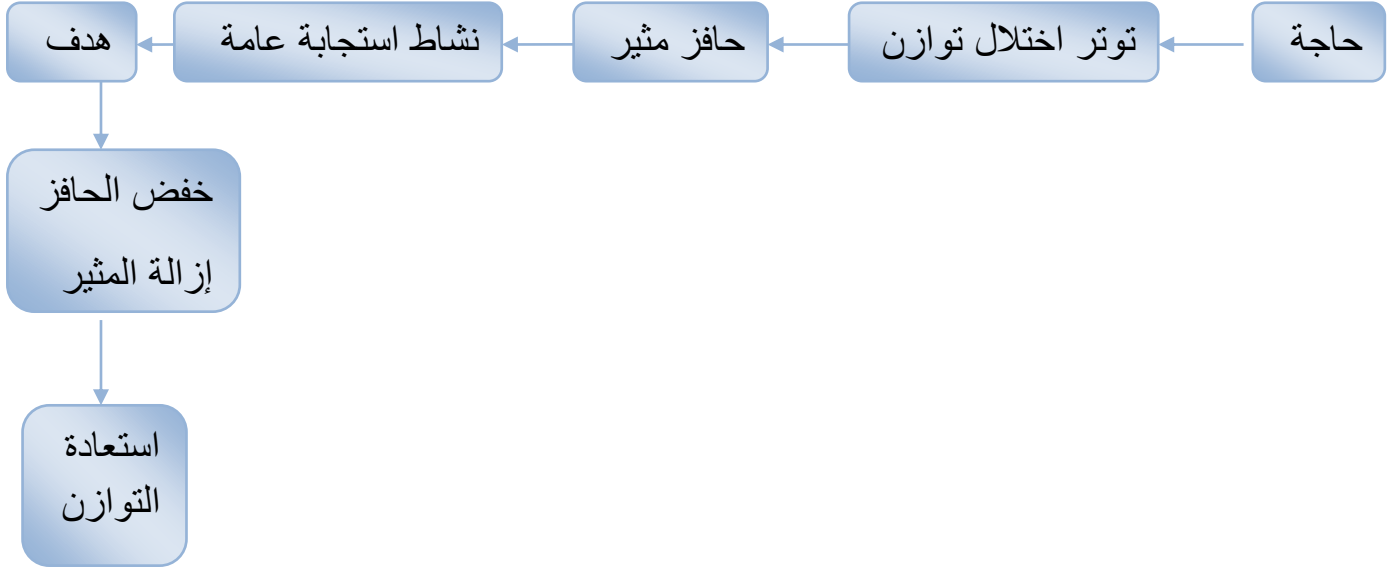 حاجة
توتر اختلال توازن
حافز مثير
نشاط استجابة عامة
هدف
خفض الحافز
إزالة المثير
استعادة
التوازن